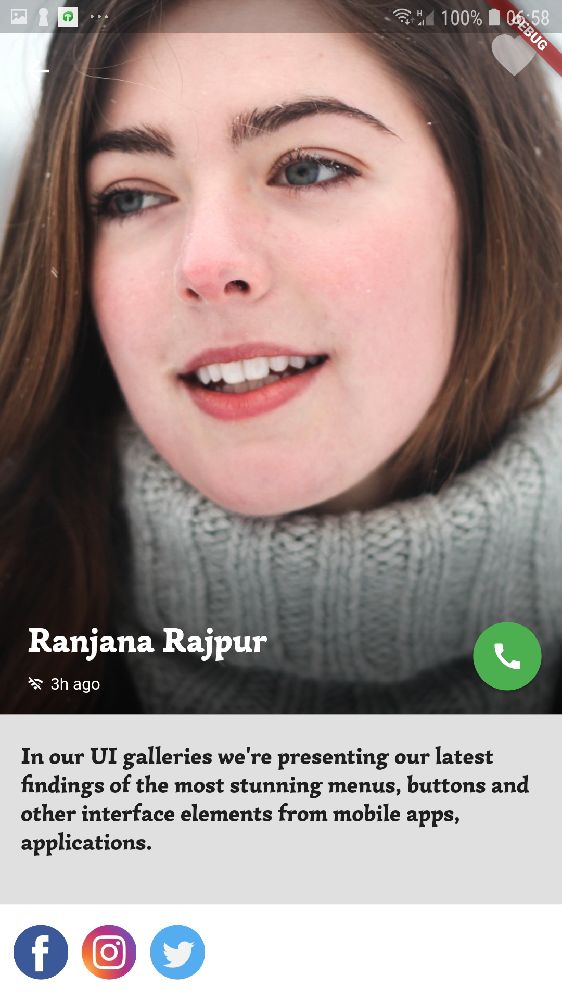 100% 06:58
DEBUG
Ranjana Rajpur
3h ago
In our UI galleries we're presenting our latest
findings of the most stunning menus, buttons and
other interface elements from mobile apps,
applications.